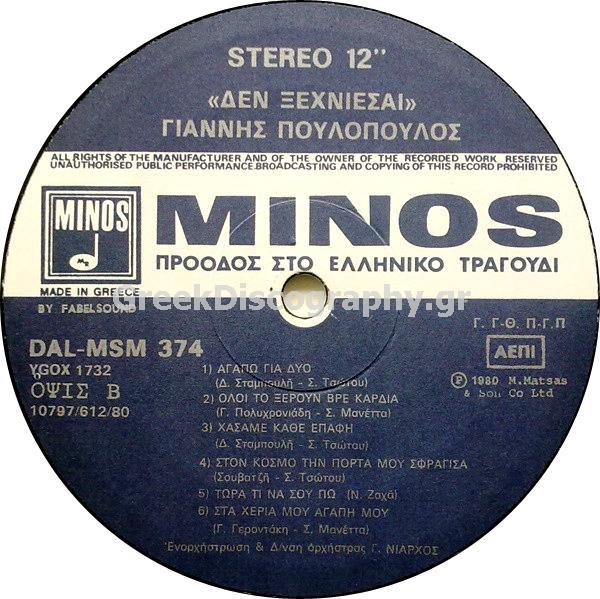 STEREO 12"
«ΔΕΝ ΞΕΧΝΙΕΣΑΙ»
ΓΙΑΝΝΗΣ ΠΟΥΛΟΠΟΥΛΟΣ
ALL RIGHTS OF THE MANUFACTURER AND OF THE OWNER OF THE RECORDED WORK RESERVED
UNAUTHORISED PUBLIC PERFORMANCE.BROADCASTING AND COPYING OF THIS RECORD PROHIBITED
MINOS
MINOS
ΠΡΟΟΔΟΣ ΣΤΟ ΕΛΛΗΝΙΚΟ ΤΡΑΓΟΥΔΙ
MADE IN GREECE
GreekDiscography.gr
BY FABELSOUND
Γ. Γ-Θ. Π-Γ.Π
ΑΕΠΙ
DAL-MSM 374
YGOX 1732
ΟΨΙΣ Β
10797/612/80
Ⓟ 1980 M.Matsas
& Son Co Ltd
1) ΑΓΑΠΩ ΓΙΑ ΔΥΟ
(Δ. Σταμπουλή - Σ. Τσώτου)
2) ΟΛΟΙ ΤΟ ΞΕΡΟΥΝ ΒΡΕ ΚΑΡΔΙΑ
(Γ. Πολυχρονιάδη - Σ. Μανέττα)
3) ΧΑΣΑΜΕ ΚΑΘΕ ΕΠΑΦΗ
(Δ. Σταμπουλή - Σ. Τσώτου)
4) ΣΤΟΝ ΚΟΣΜΟ ΤΗΝ ΠΟΡΤΑ ΜΟΥ ΣΦΡΑΓΙΣΑ
(Σουβατζή - Σ. Τσώτου)
5) ΤΩΡΑ ΤΙ ΝΑ ΣΟΥ ΠΩ (Ν. Ζαχά)
6) ΣΤΑ ΧΕΡΙΑ ΜΟΥ ΑΓΑΠΗ ΜΟΥ
(Γ. Γεροντάκη - Σ. Μανέττα)
Ἐνορχήστρωση & Δ/νση ὀρχήστρας Γ. ΝΙΑΡΧΟΣ